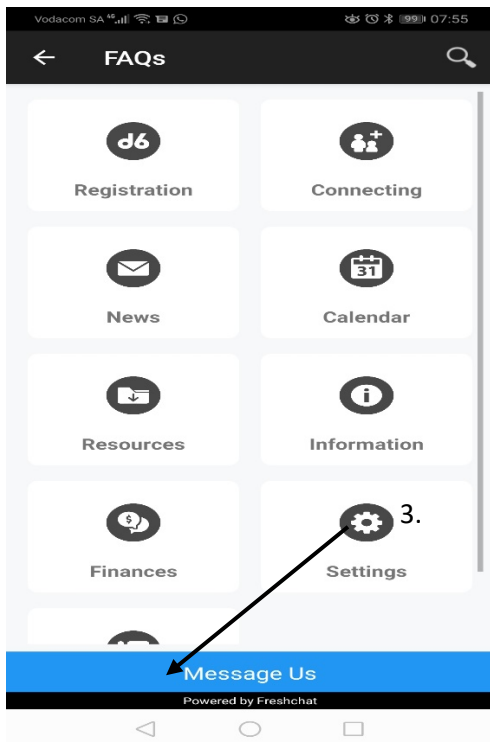 Vodacom SA 4G 99 07:55
FAQs
d6
Registration
Connecting
News
31
Calendar
Resources
Information
$
Finances
3.
Settings
Message Us
Powered by Freshchat